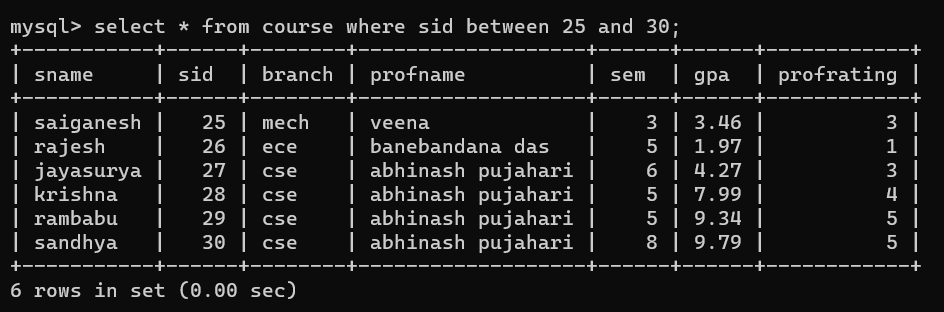 mysql> select * from course where sid between 25 and 30;
+-----------+------+--------+-------------------+------+------+------------+
| sname     | sid  | branch | profname          | sem  | gpa  | profrating |
+-----------+------+--------+-------------------+------+------+------------+
| saiganesh |   25 | mech   | veena             |    3 | 3.46 |          3 |
| rajesh    |   26 | ece    | banebandana das   |    5 | 1.97 |          1 |
| jayasurya |   27 | cse    | abhinash pujahari |    6 | 4.27 |          3 |
| krishna   |   28 | cse    | abhinash pujahari |    5 | 7.99 |          4 |
| rambabu   |   29 | cse    | abhinash pujahari |    5 | 9.34 |          5 |
| sandhya   |   30 | cse    | abhinash pujahari |    8 | 9.79 |          5 |
+-----------+------+--------+-------------------+------+------+------------+
6 rows in set (0.00 sec)